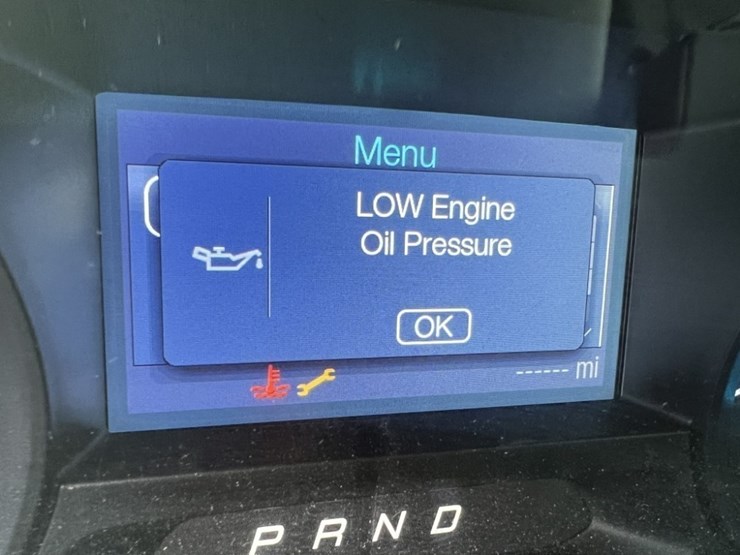 Menu
LOW Engine
Oil Pressure
OK
------ mi
P R N D